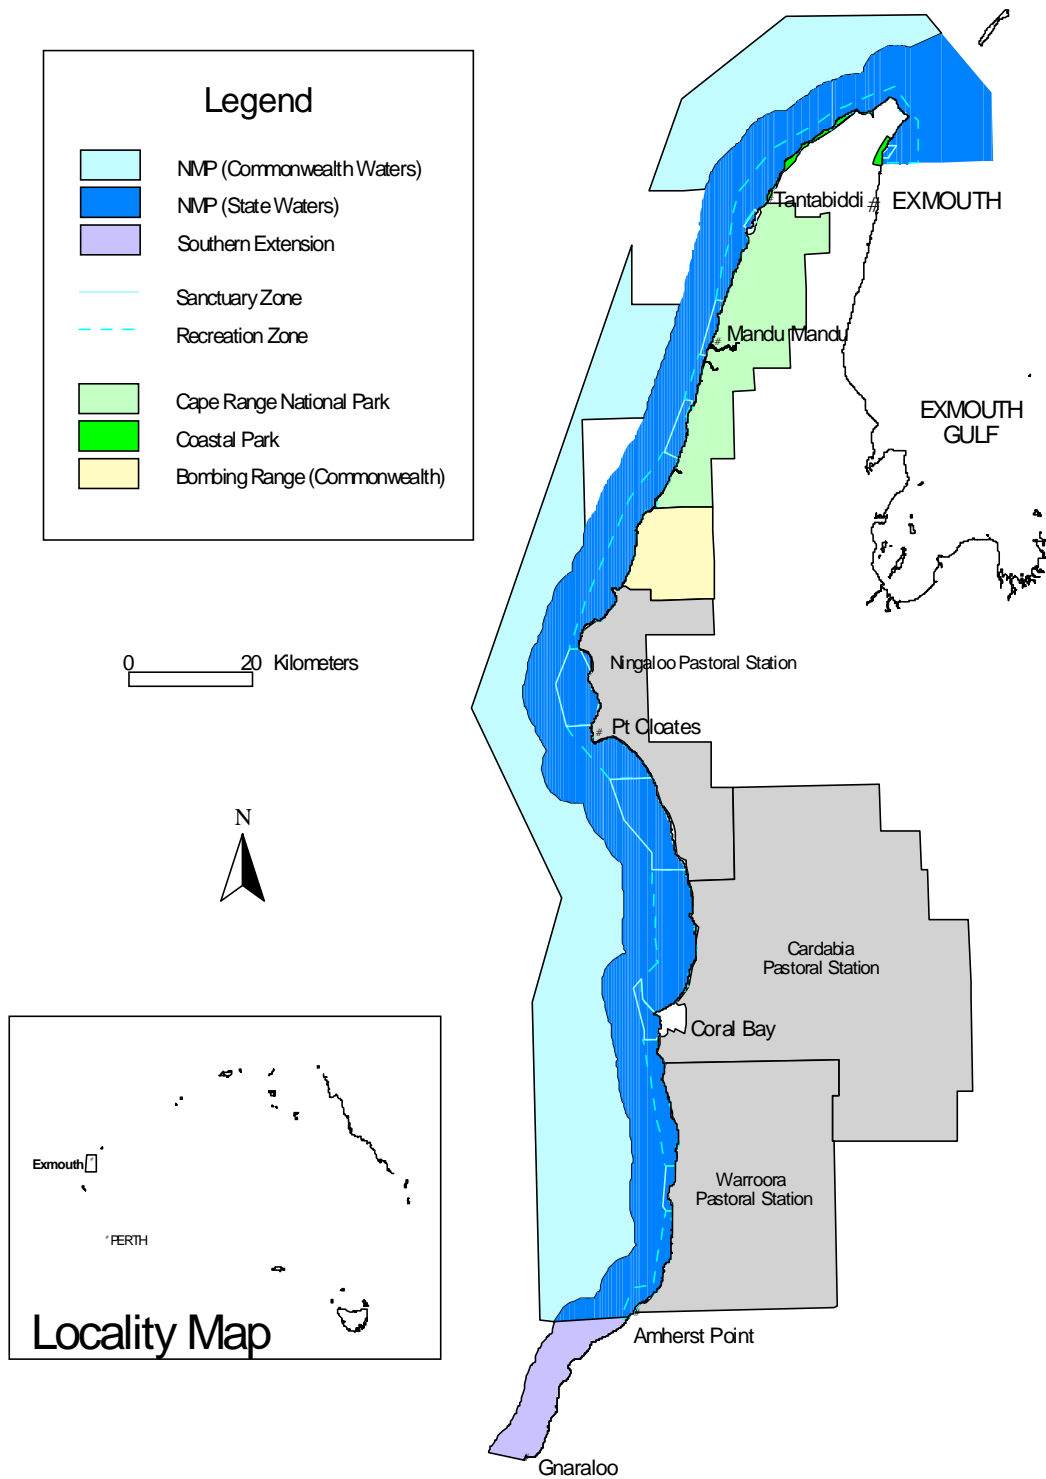 Legend
NMP (Commonwealth Waters)
NMP (State Waters)
Southern Extension
Sanctuary Zone
Recreation Zone
Cape Range National Park
Coastal Park
Bombing Range (Commonwealth)
Tantabiddi
EXMOUTH
Mandu Mandu
EXMOUTH
GULF
0 20 Kilometers
Ningaloo Pastoral Station
Pt Cloates
N
Cardabia
Pastoral Station
Coral Bay
Warroora
Pastoral Station
Exmouth
PERTH
Locality Map
Amherst Point
Gnaraloo